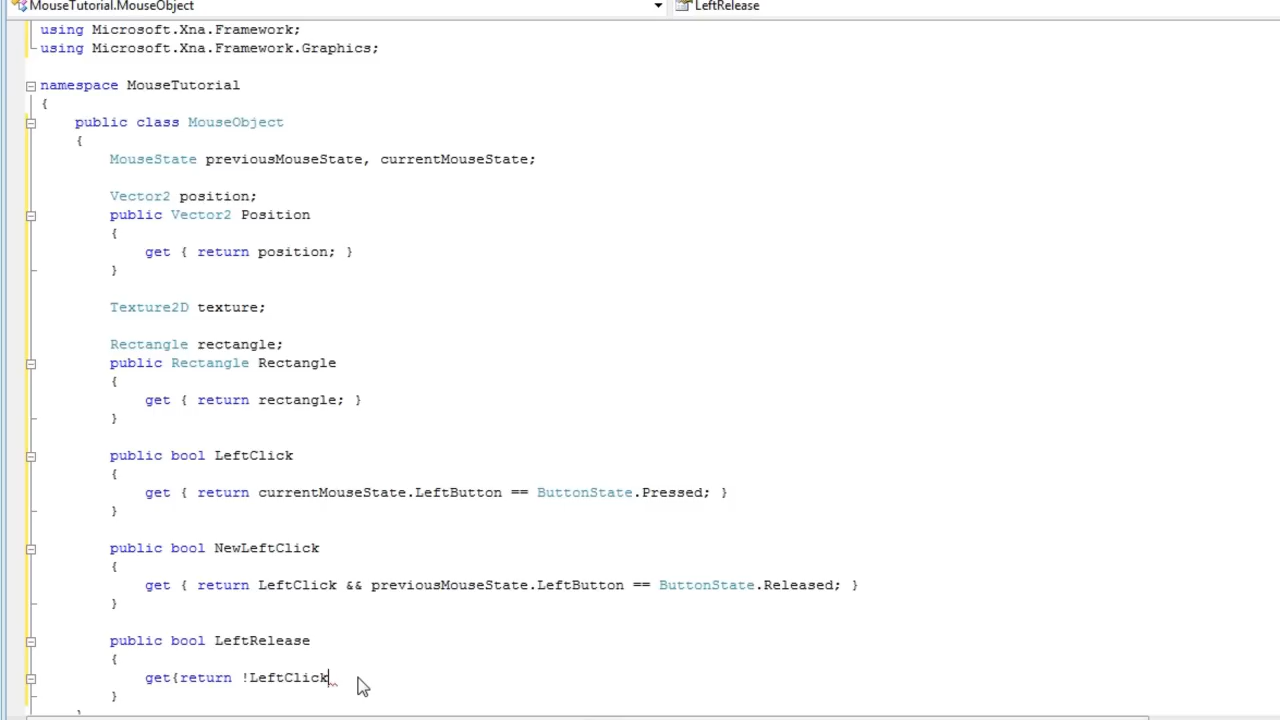 MouseTutorial.MouseObject LeftRelease
using Microsoft.Xna.Framework;
using Microsoft.Xna.Framework.Graphics;
namespace MouseTutorial
{
public class MouseObject
{
MouseState previousMouseState, currentMouseState;
Vector2 position;
public Vector2 Position
{
get { return position; }
}
Texture2D texture;
Rectangle rectangle;
public Rectangle Rectangle
{
get { return rectangle; }
}
public bool LeftClick
{
get { return currentMouseState.LeftButton == ButtonState.Pressed; }
}
public bool NewLeftClick
{
get { return LeftClick && previousMouseState.LeftButton == ButtonState.Released; }
}
public bool LeftRelease
{
get{return !LeftClick
}